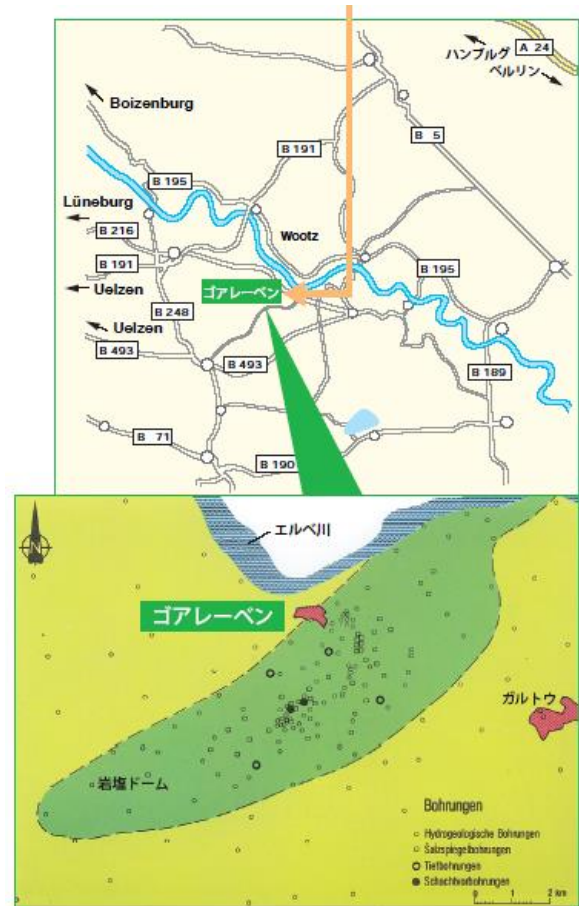 ハンブルグ
A 24
ベルリン
Boizenburg
B 5
B 191
B 195
Lüneburg
B 216
Wootz
B 191
B 195
ゴアレーベン
Uelzen
B 248
Uelzen
B 493
B 493
B 189
B 71
B 190
N
エルベ川
ゴアレーベン
ガルトウ
岩塩ドーム
Bohrungen
Hydrogeologische Bohrungen
Salzspiegelbohrungen
Tiefbohrungen
Schachtvorbohrungen
0 1 2 km